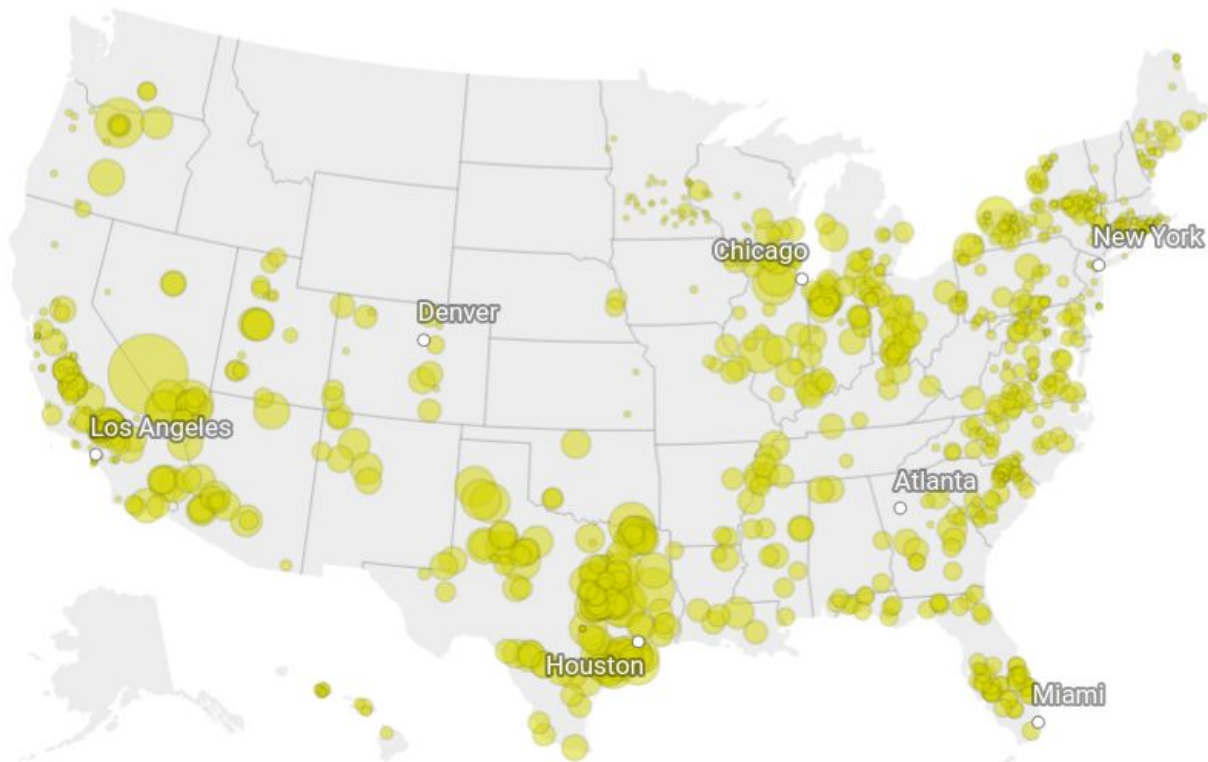 New York
Chicago
Denver
Los Angeles
Atlanta
Houston
Miami